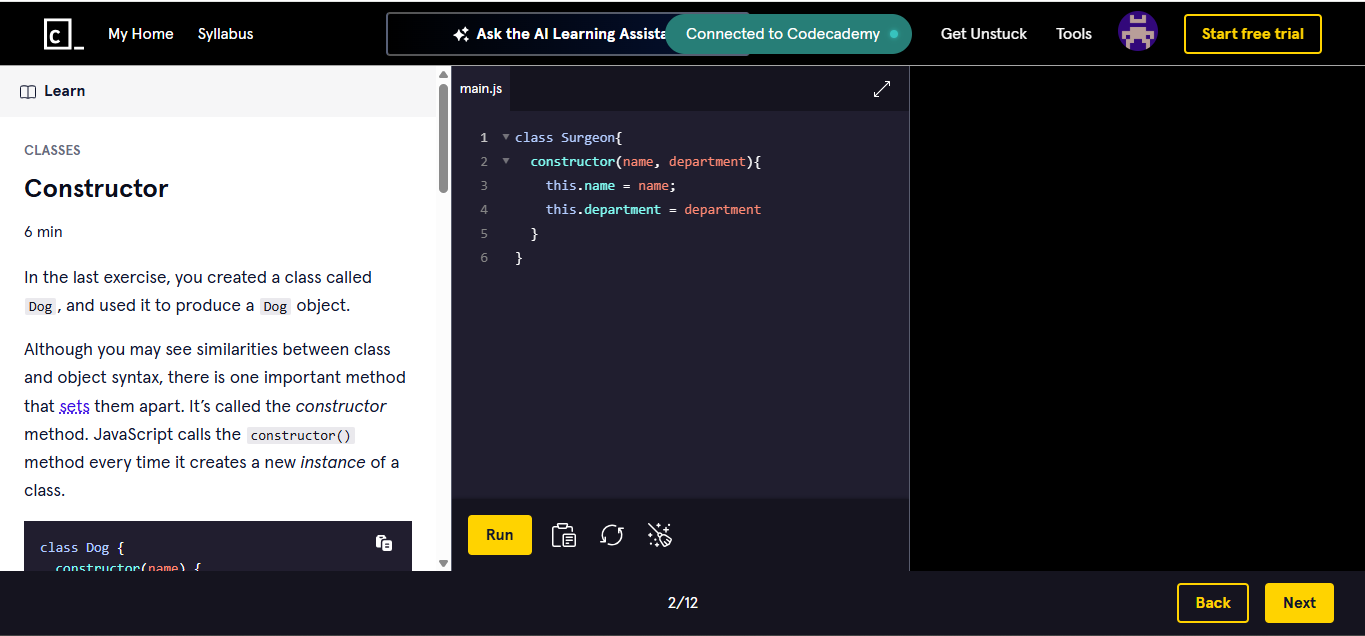 C_ My Home Syllabus Ask the AI Learning Assista Connected to Codecademy Get Unstuck Tools Start free trial
Learn
CLASSES
Constructor
6 min
In the last exercise, you created a class called
Dog, and used it to produce a Dog object.
Although you may see similarities between class
and object syntax, there is one important method
that sets them apart. It’s called the constructor
method. JavaScript calls the constructor()
method every time it creates a new instance of a
class.
class Dog {
constructor(name) {
main.js
1 class Surgeon{
2 constructor(name, department){
3 this.name = name;
4 this.department = department
5 }
6 }
Run
2/12
Back Next